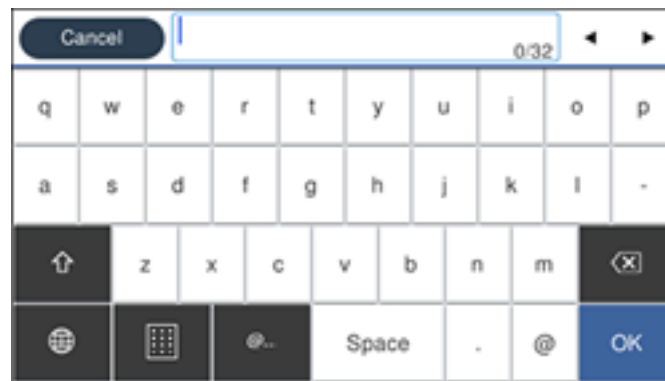 Cancel 0/32
q w e r t y u i o p
a s d f g h j k l -
z x c v b n m
@.. Space . @ OK